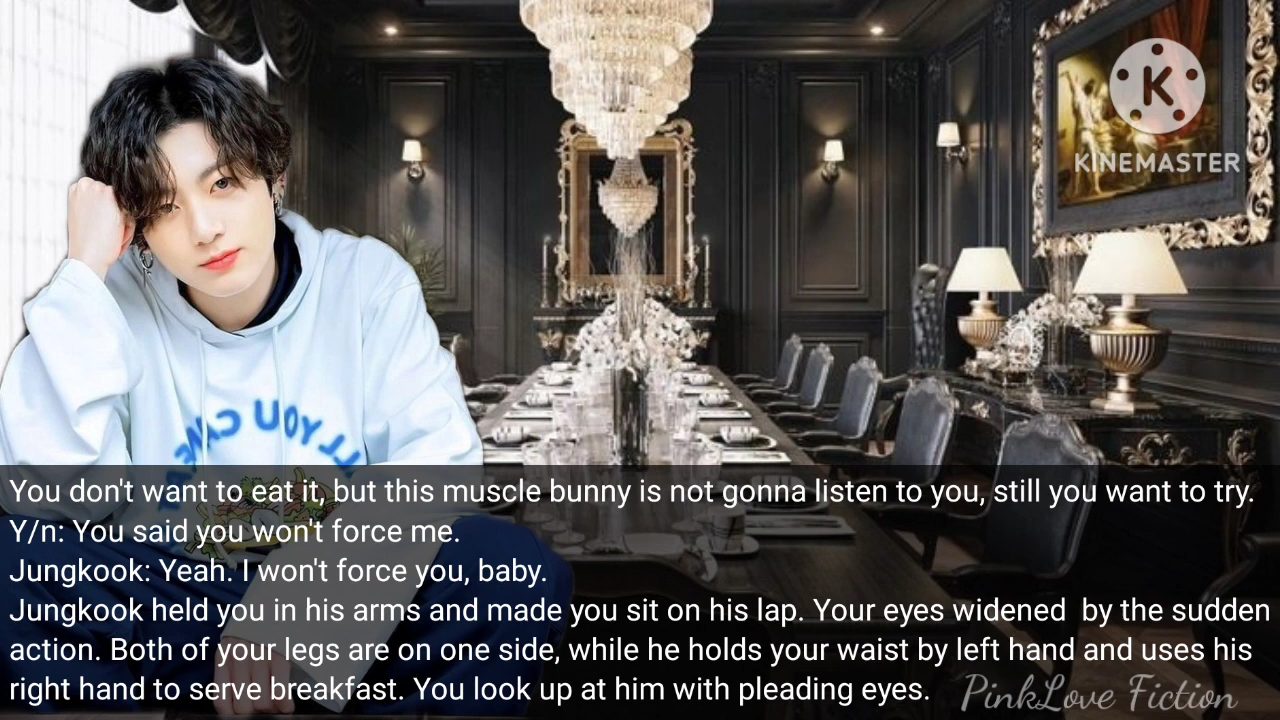 KINEMASTER
ALL YOU CAN EAT
You don't want to eat it, but this muscle bunny is not gonna listen to you, still you want to try.
Y/n: You said you won't force me.
Jungkook: Yeah. I won't force you, baby.
Jungkook held you in his arms and made you sit on his lap. Your eyes widened by the sudden
action. Both of your legs are on one side, while he holds your waist by left hand and uses his
right hand to serve breakfast. You look up at him with pleading eyes.
PinkLove Fiction